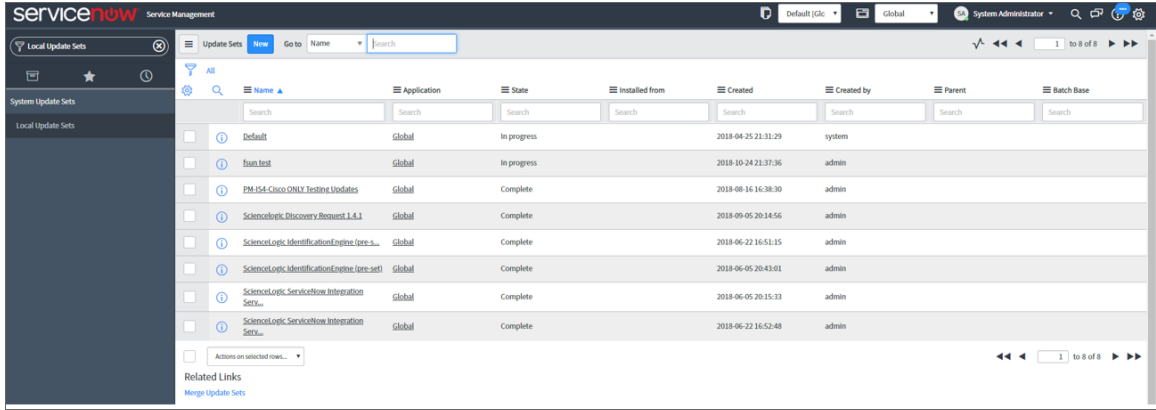 servicenow Service Management
Default [Glc Global SA System Administrator
Local Update Sets
Update Sets New Go to Name Search 1 to 8 of 8
All
System Update Sets
Local Update Sets
Name Application State Installed from Created Created by Parent Batch Base
Search Search Search Search Search Search Search Search
Default Global In progress 2018-04-25 21:31:29 system
fsun test Global In progress 2018-10-24 21:37:36 admin
PM-IS4-Cisco ONLY Testing Updates Global Complete 2018-08-16 16:38:30 admin
Sciencelogic Discovery Request 1.4.1 Global Complete 2018-09-05 20:14:56 admin
ScienceLogic IdentificationEngine (pre-s... Global Complete 2018-06-22 16:51:15 admin
ScienceLogic IdentificationEngine (pre-set) Global Complete 2018-06-05 20:43:01 admin
ScienceLogic ServiceNow Integration
Serv... Global Complete 2018-06-05 20:15:33 admin
ScienceLogic ServiceNow Integration
Serv... Global Complete 2018-06-22 16:52:48 admin
Actions on selected rows... 1 to 8 of 8
Related Links
Merge Update Sets